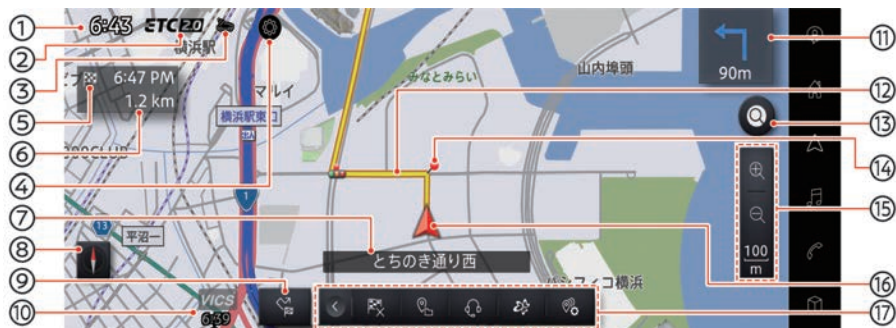 ① 6:43 ETC2.0
② 横浜駅
③
④
⑤ 6:47 PM
⑥ 1.2 km
マルイ
横浜駅東口
出入
1
13
平沼一
⑦
⑧
⑨
⑩ VICS
6:39
みなとみらい
山内埠頭
とちのき通り西
パシフィコ横浜
⑪ 90m
⑫
⑬
⑭
⑮
100
m
⑯
⑰